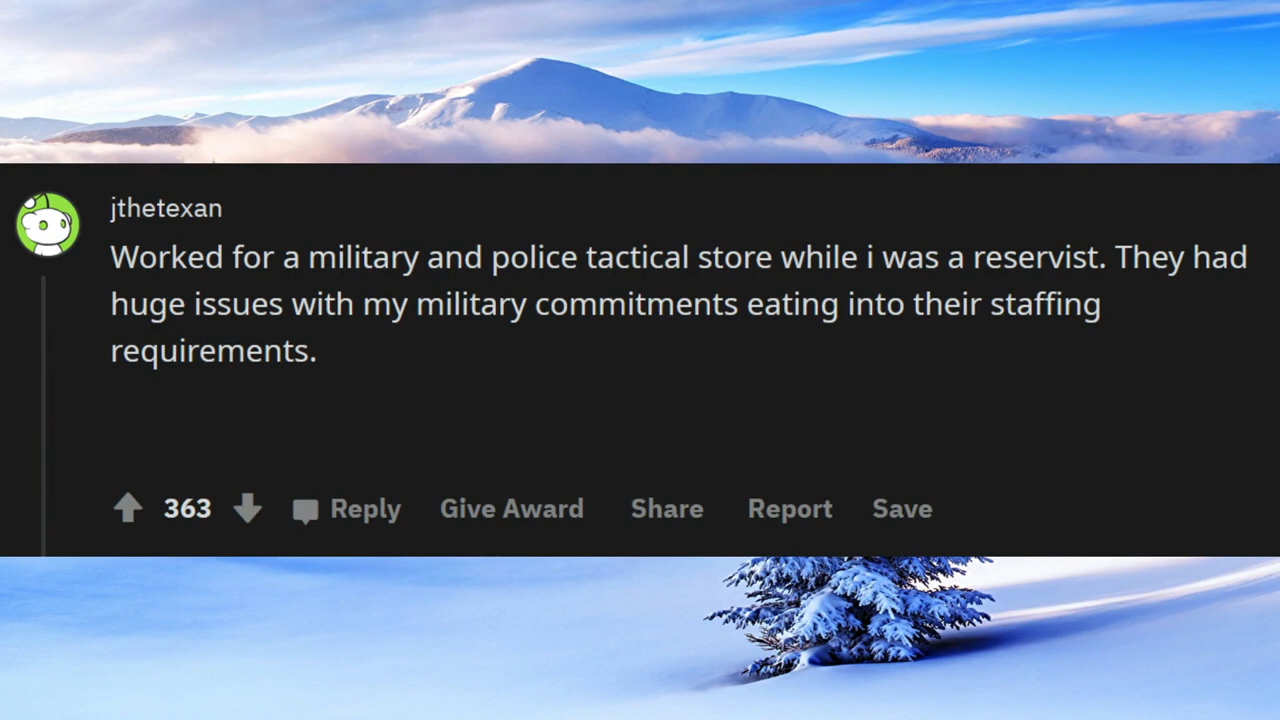 jthetexan
Worked for a military and police tactical store while i was a reservist. They had
huge issues with my military commitments eating into their staffing
requirements.
363 Reply Give Award Share Report Save